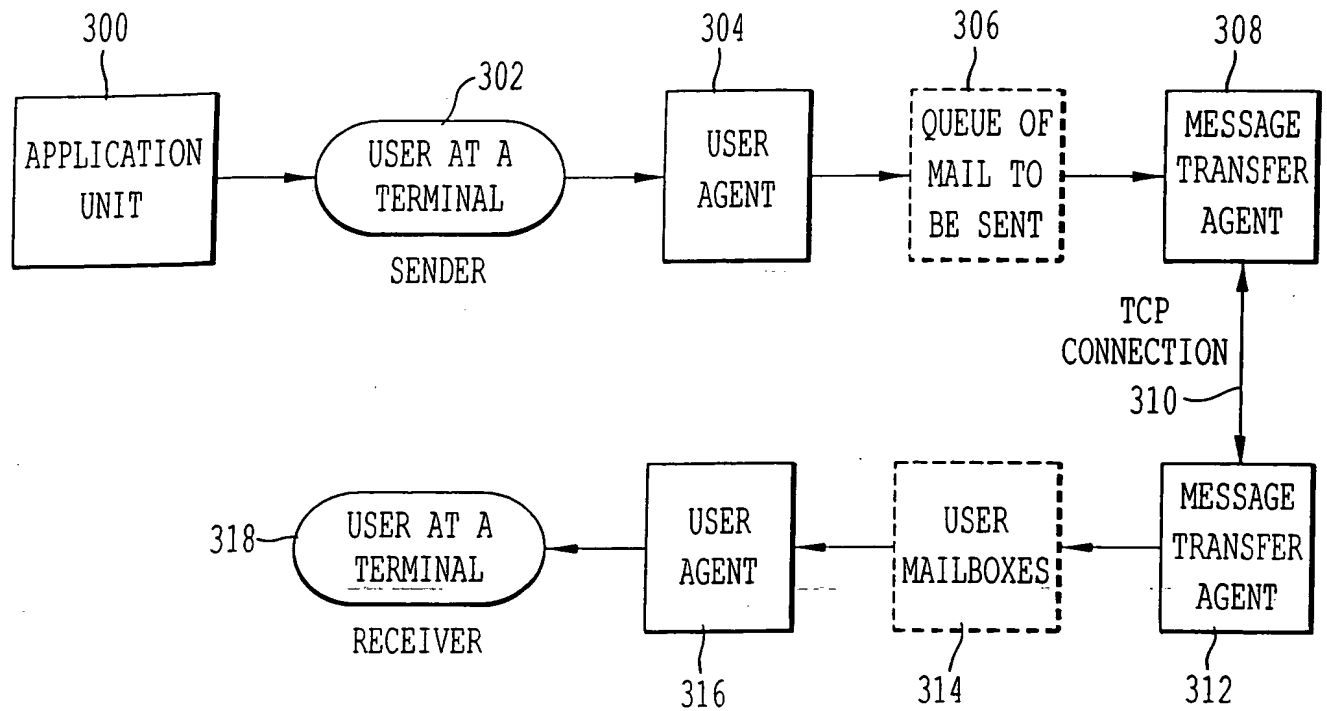 300
302
304
306
308
APPLICATION
UNIT
USER AT A
TERMINAL
SENDER
USER
AGENT
QUEUE OF
MAIL TO
BE SENT
MESSAGE
TRANSFER
AGENT
TCP
CONNECTION
310
318
USER AT A
TERMINAL
RECEIVER
USER
AGENT
316
USER
MAILBOXES
314
MESSAGE
TRANSFER
AGENT
312